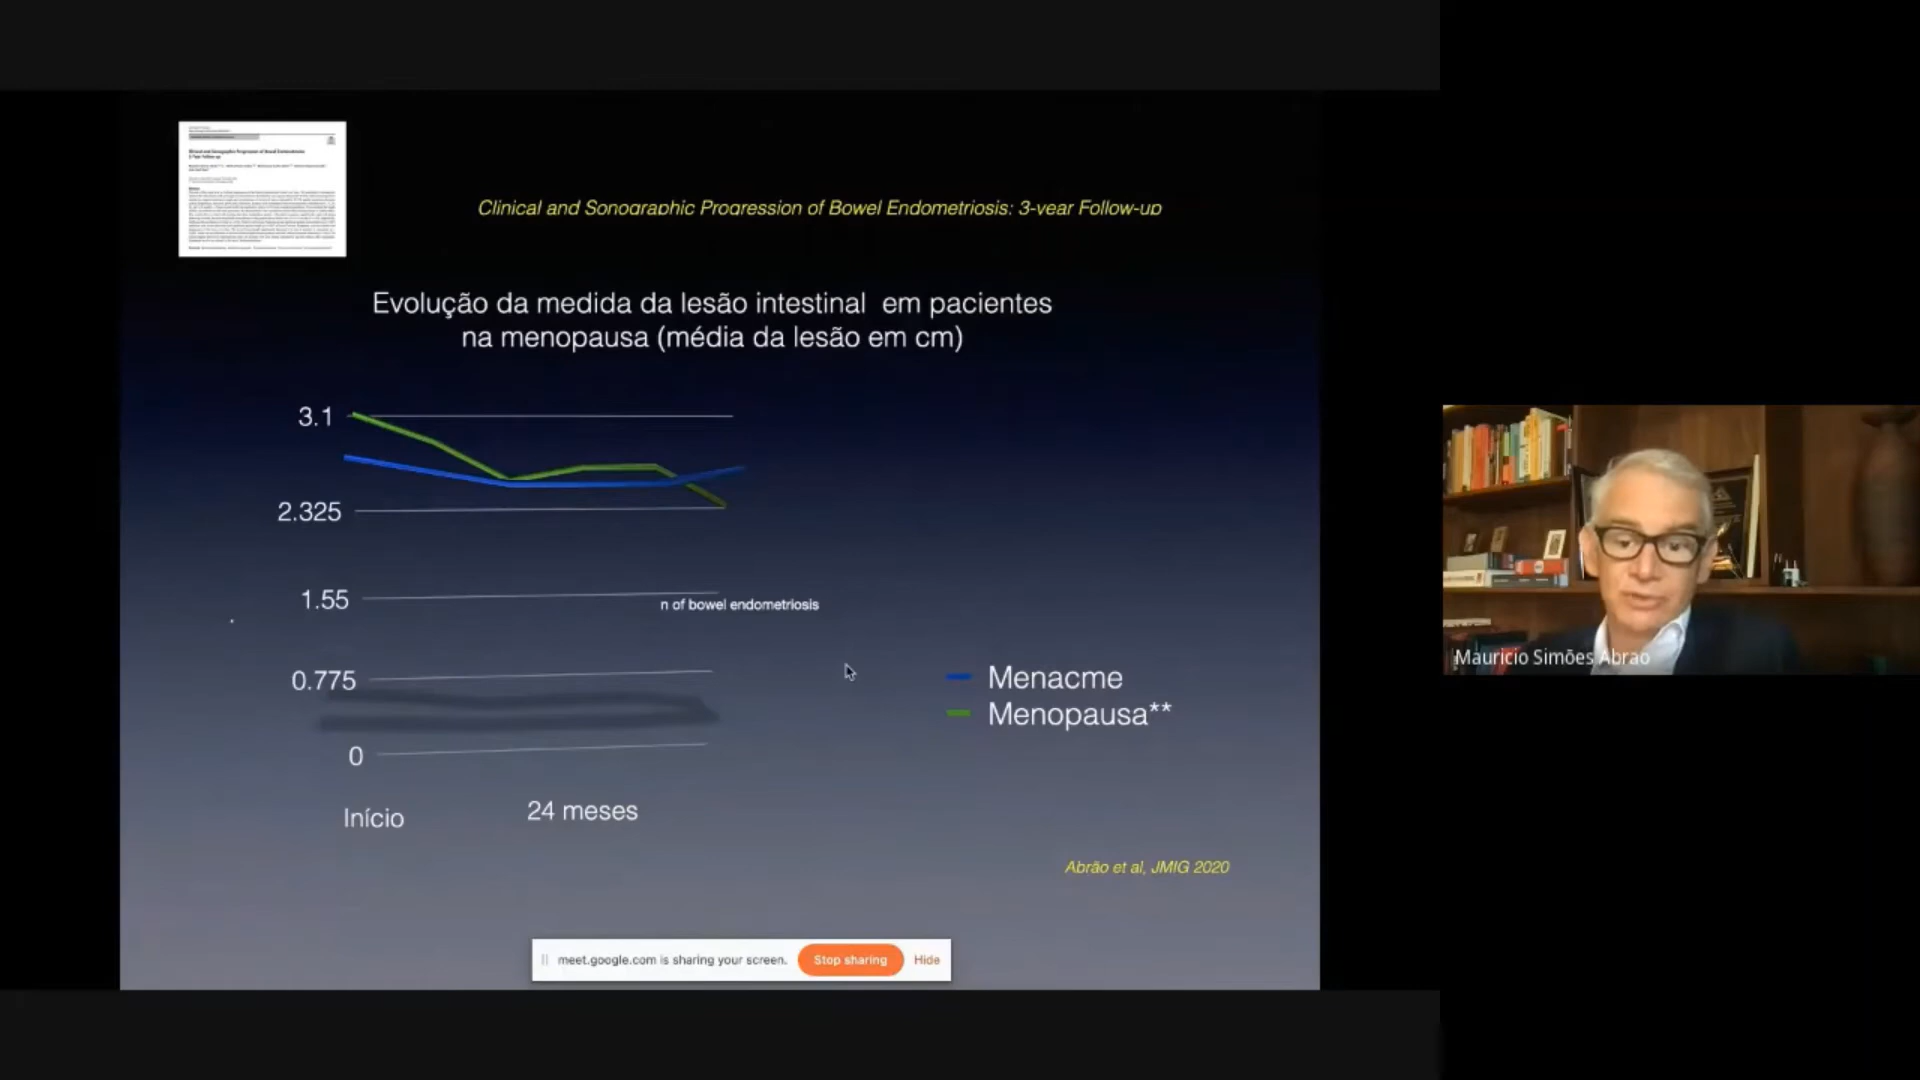 Clinical and Sonographic Progression of Bowel Endometriosis: 3-year Follow-up
Evolução da medida da lesão intestinal em pacientes
na menopausa (média da lesão em cm)
3.1
2.325
1.55
n of bowel endometriosis
0.775
0
Início
24 meses
Menacme
Menopausa**
Abrão et al, JMIG 2020
meet.google.com is sharing your screen.
Stop sharing
Hide
Mauricio Simões Abrao